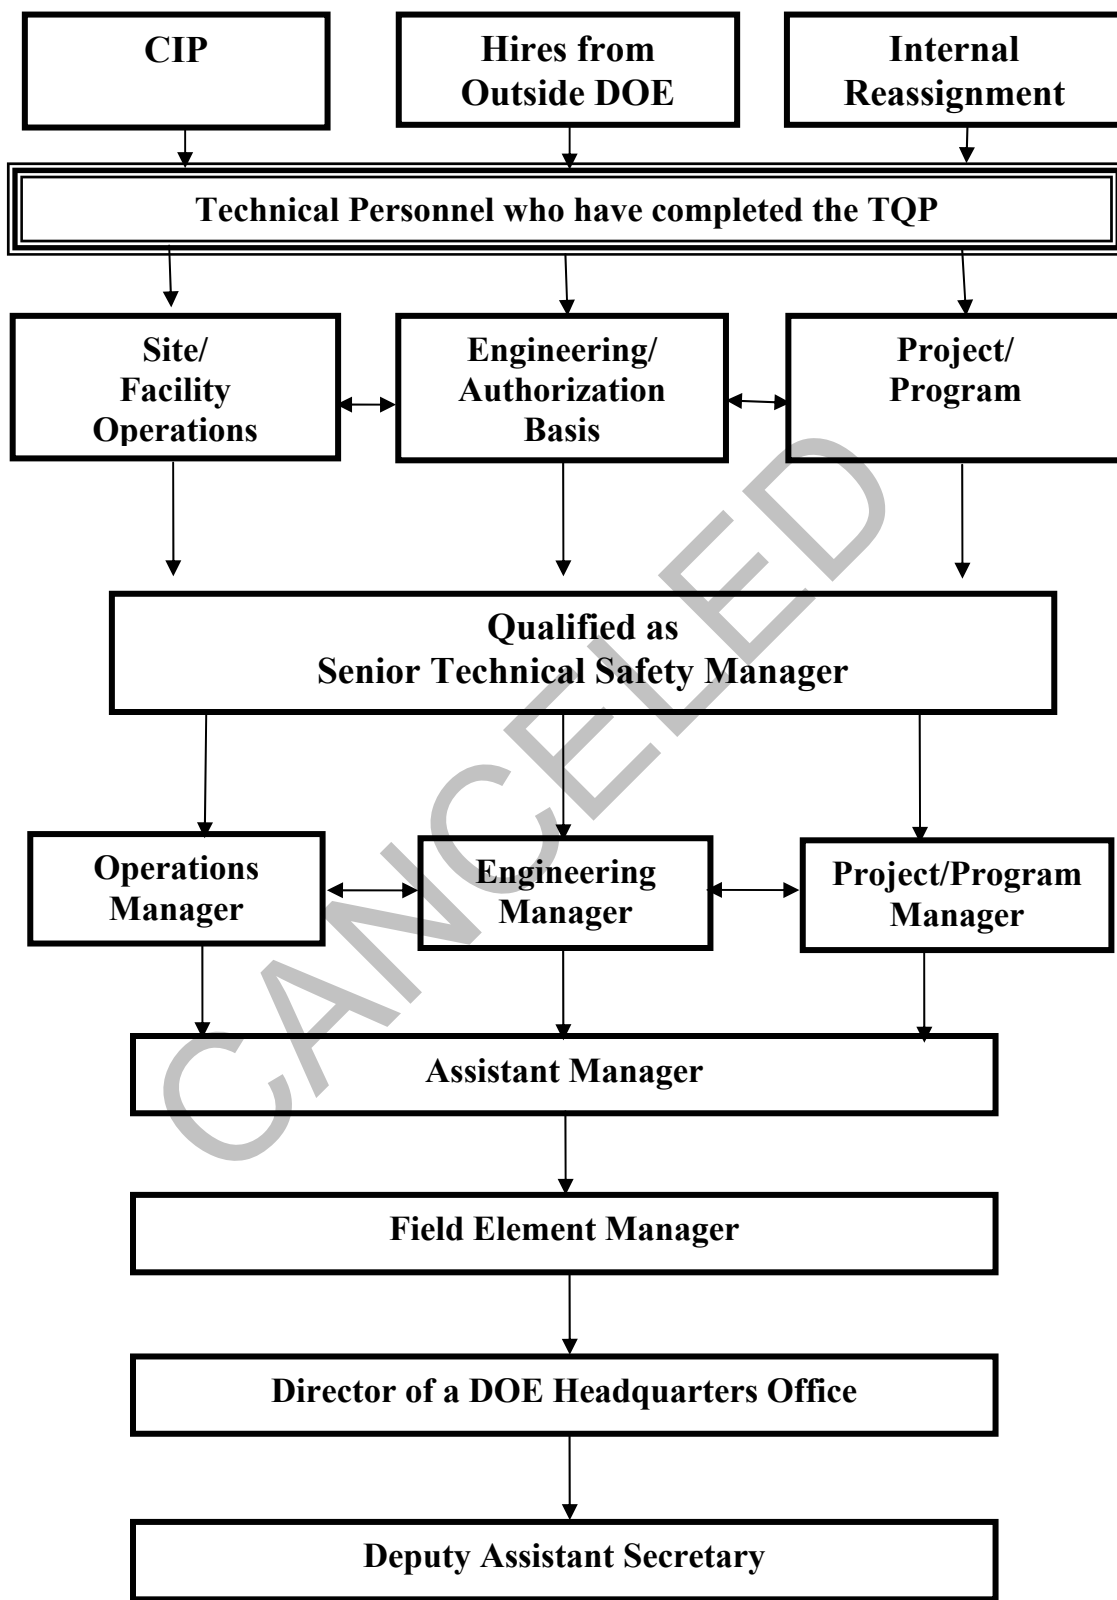 CIP
Hires from
Outside DOE
Internal
Reassignment
Technical Personnel who have completed the TQP
Site/
Facility
Operations
Engineering/
Authorization
Basis
Project/
Program
Qualified as
Senior Technical Safety Manager
Operations
Manager
Engineering
Manager
Project/Program
Manager
Assistant Manager
Field Element Manager
Director of a DOE Headquarters Office
Deputy Assistant Secretary
CANCELED